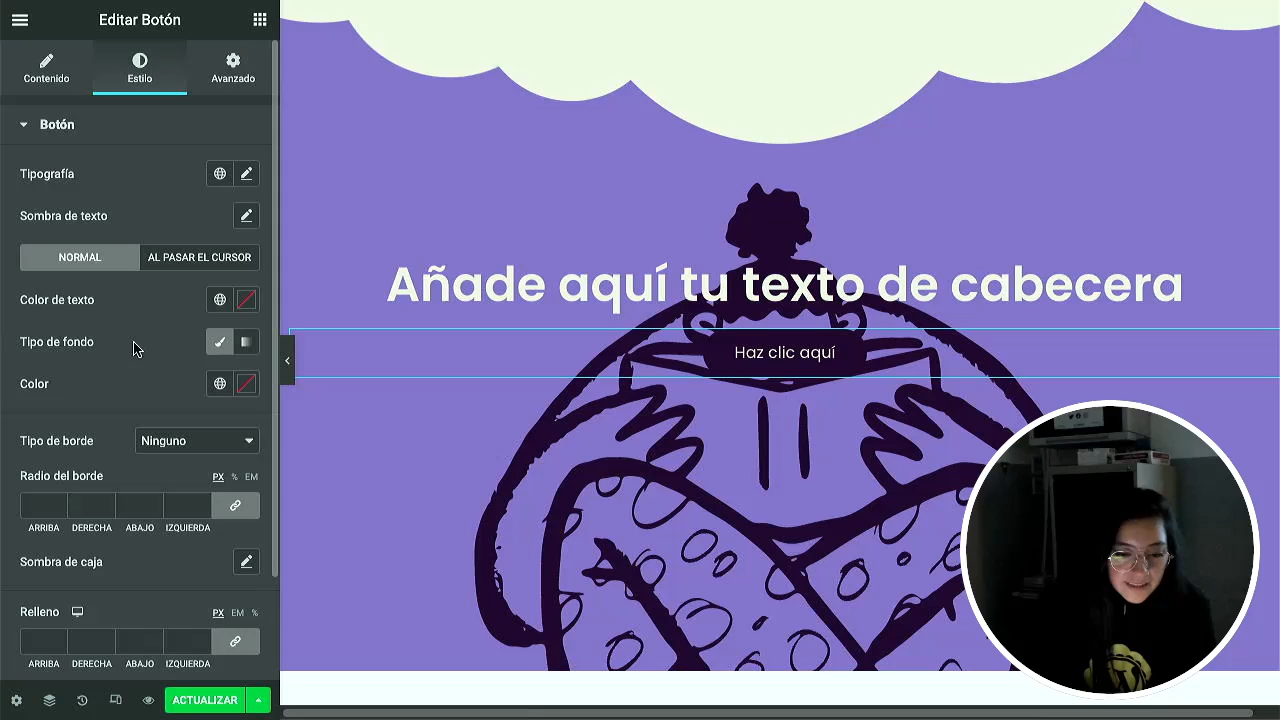 Editar Botón
Contenido
Estilo
Avanzado
Botón
Tipografía
Sombra de texto
NORMAL
AL PASAR EL CURSOR
Color de texto
Tipo de fondo
Color
Tipo de borde
Ninguno
Radio del borde
PX % EM
ARRIBA DERECHA ABAJO IZQUIERDA
Sombra de caja
Relleno
PX EM %
ARRIBA DERECHA ABAJO IZQUIERDA
ACTUALIZAR
Añade aquí tu texto de cabecera
Haz clic aquí